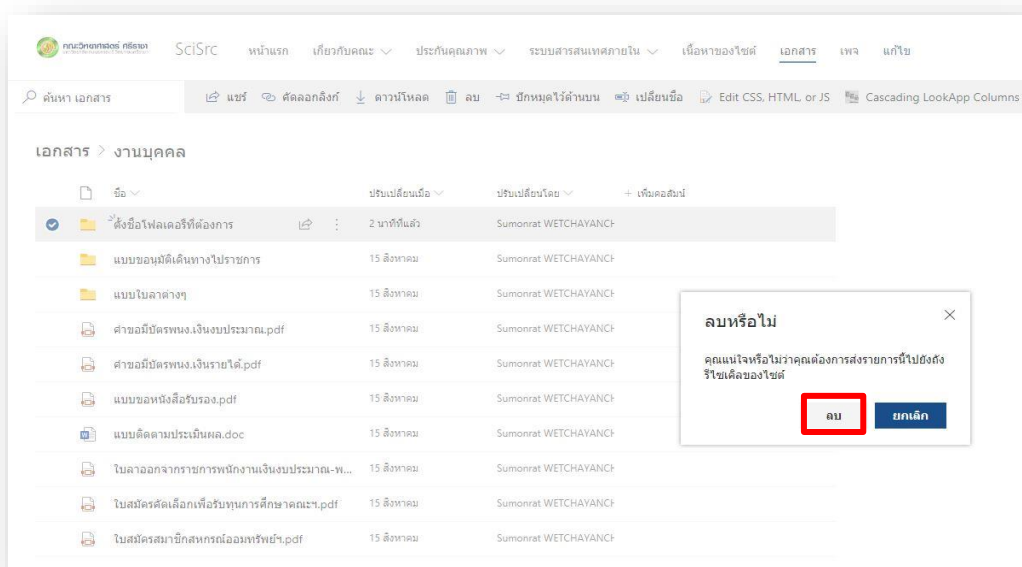 คณะวิทยาศาสตร์ ศรีราชา
SciSrc หน้าแรก เกี่ยวกับคณะ ประกันคุณภาพ ระบบสารสนเทศภายใน เนื้อหาของไซต์ เอกสาร เพจ แก้ไข
ค้นหา เอกสาร แชร์ คัดลอกลิงก์ ดาวน์โหลด ลบ ปักหมุดไว้ด้านบน เปลี่ยนชื่อ Edit CSS, HTML, or JS Cascading LookApp Columns
เอกสาร > งานบุคคล
ชื่อ ปรับเปลี่ยนเมื่อ ปรับเปลี่ยนโดย + เพิ่มคอลัมน์
ตั้งชื่อโฟลเดอร์ที่ต้องการ 2 นาทีที่แล้ว Sumonrat WETCHAYANCH
แบบขออนุมัติเดินทางไปราชการ 15 สิงหาคม Sumonrat WETCHAYANCH
แบบใบลาต่างๆ 15 สิงหาคม Sumonrat WETCHAYANCH
คำขอมีบัตรพนง.เงินงบประมาณ.pdf 15 สิงหาคม Sumonrat WETCHAYANCH
คำขอมีบัตรพนง.เงินรายได้.pdf 15 สิงหาคม Sumonrat WETCHAYANCH
แบบขอหนังสือรับรอง.pdf 15 สิงหาคม Sumonrat WETCHAYANCH
แบบติดตามประเมินผล.doc 15 สิงหาคม Sumonrat WETCHAYANCH
ใบลาออกจากราชการพนักงานเงินงบประมาณ-พ... 15 สิงหาคม Sumonrat WETCHAYANCH
ใบสมัครคัดเลือกเพื่อรับทุนการศึกษาคณะฯ.pdf 15 สิงหาคม Sumonrat WETCHAYANCH
ใบสมัครสมาชิกสหกรณ์ออมทรัพย์ฯ.pdf 15 สิงหาคม Sumonrat WETCHAYANCH
ลบหรือไม่
คุณแน่ใจหรือไม่ว่าคุณต้องการส่งรายการนี้ไปยังถัง
รีไซเคิลของไซต์
ลบ ยกเลิก